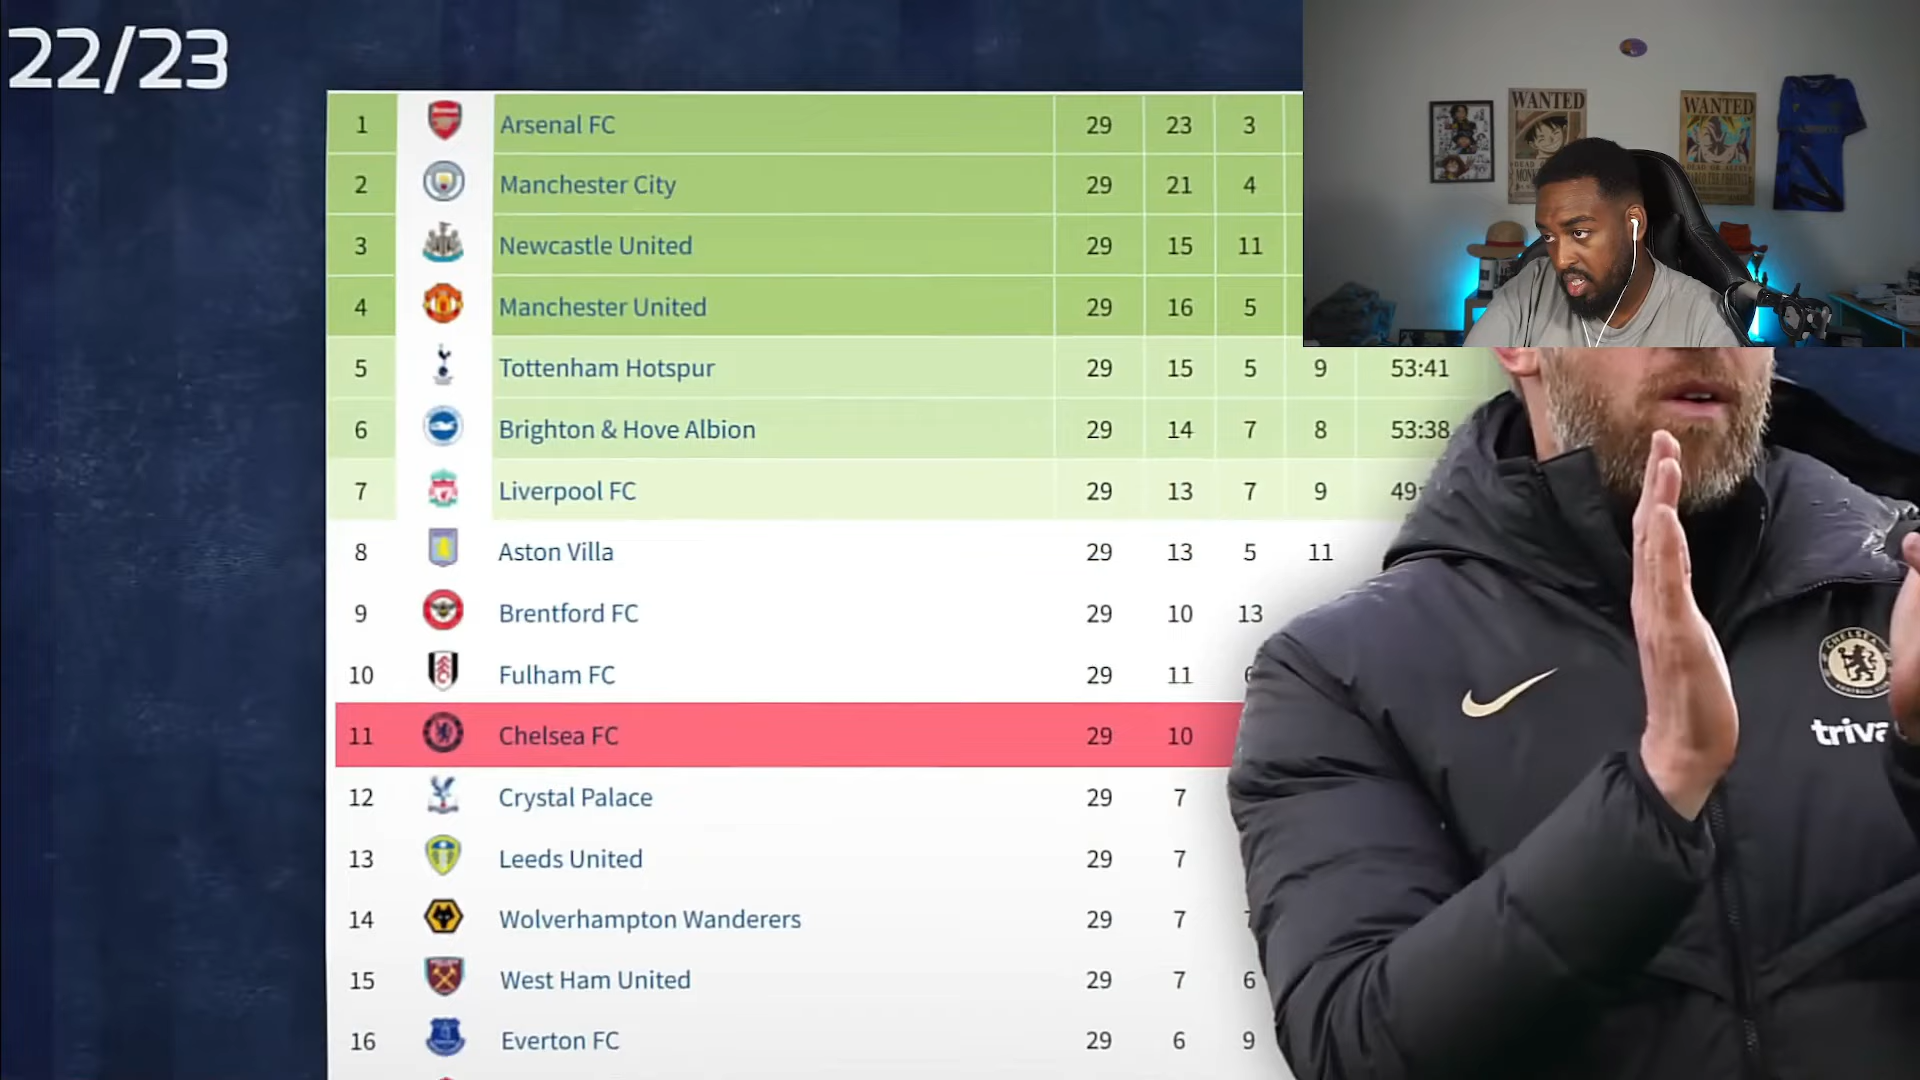 22/23
1 Arsenal FC 29 23 3
2 Manchester City 29 21 4
3 Newcastle United 29 15 11
4 Manchester United 29 16 5
5 Tottenham Hotspur 29 15 5 9 53:41
6 Brighton & Hove Albion 29 14 7 8 53:38
7 Liverpool FC 29 13 7 9 49:
8 Aston Villa 29 13 5 11
9 Brentford FC 29 10 13
10 Fulham FC 29 11
11 Chelsea FC 29 10
12 Crystal Palace 29 7
13 Leeds United 29 7
14 Wolverhampton Wanderers 29 7
15 West Ham United 29 7 6
16 Everton FC 29 6 9
WANTED
WANTED
CHELSEA